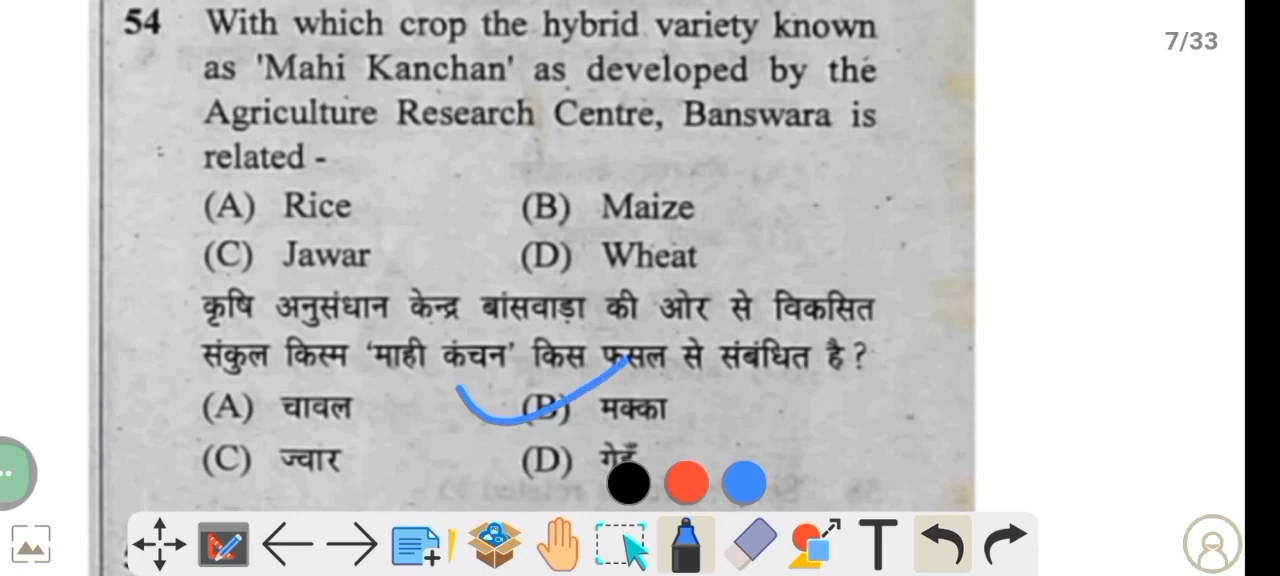 7/33
54 With which crop the hybrid variety known
as 'Mahi Kanchan' as developed by the
Agriculture Research Centre, Banswara is
related -
(A) Rice (B) Maize
(C) Jawar (D) Wheat
कृषि अनुसंधान केन्द्र बांसवाड़ा की ओर से विकसित
संकुल किस्म ‘माही कंचन’ किस फसल से संबंधित है ?
(A) चावल (B) मक्का
(C) ज्वार (D) गेहूँ
T